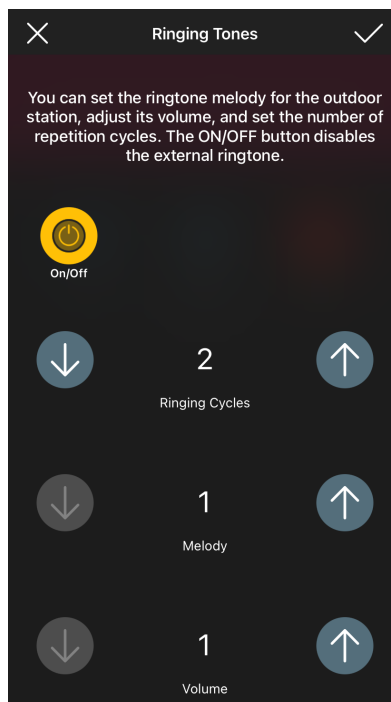 Ringing Tones
You can set the ringtone melody for the outdoor
station, adjust its volume, and set the number of
repetition cycles. The ON/OFF button disables
the external ringtone.
On/Off
2
Ringing Cycles
1
Melody
1
Volume